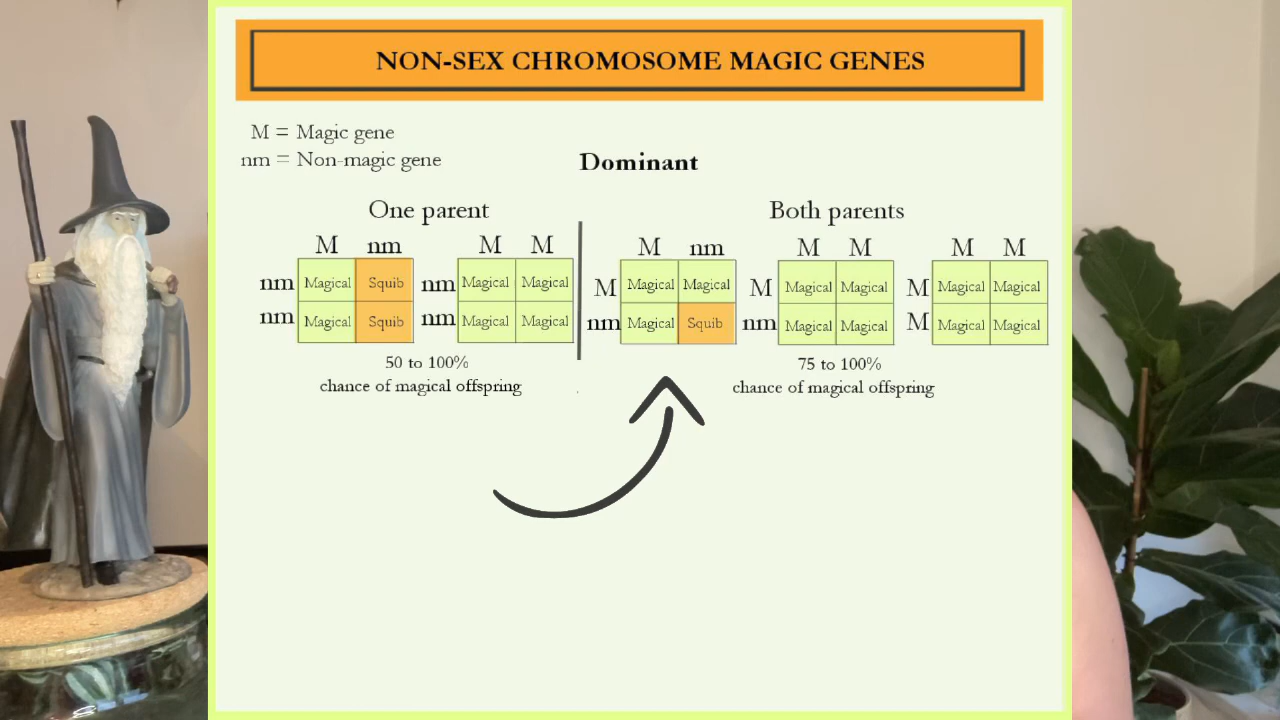 NON-SEX CHROMOSOME MAGIC GENES
M = Magic gene
nm = Non-magic gene
Dominant
One parent
M nm
nm Magical Squib
nm Magical Squib
M M
nm Magical Magical
nm Magical Magical
50 to 100%
chance of magical offspring
Both parents
M nm
M Magical Magical
nm Magical Squib
M M
M Magical Magical
nm Magical Magical
M M
M Magical Magical
M Magical Magical
75 to 100%
chance of magical offspring